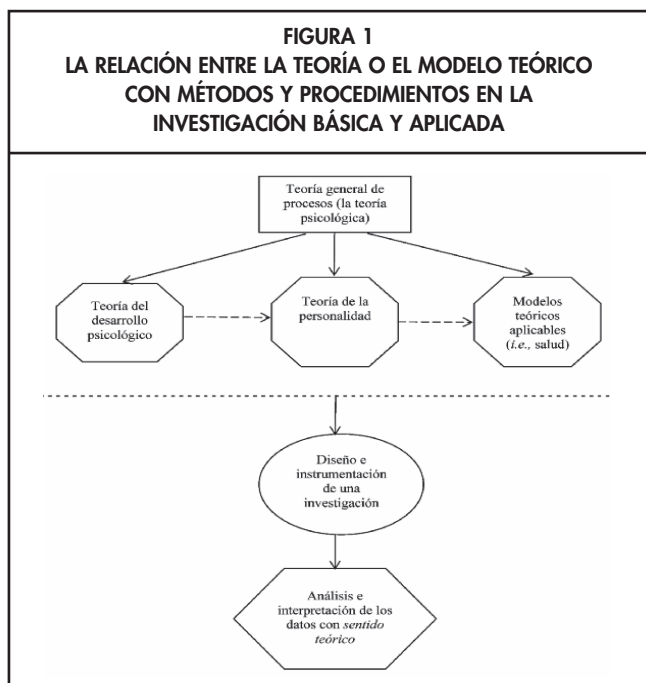 FIGURA 1
LA RELACIÓN ENTRE LA TEORÍA O EL MODELO TEÓRICO
CON MÉTODOS Y PROCEDIMIENTOS EN LA
INVESTIGACIÓN BÁSICA Y APLICADA
Teoría general de
procesos (la teoría
psicológica)
Teoría del
desarrollo
psicológico
Teoría de la
personalidad
Modelos
teóricos
aplicables
(i.e., salud)
Diseño e
instrumentación
de una
investigación
Análisis e
interpretación de los
datos con sentido
teórico